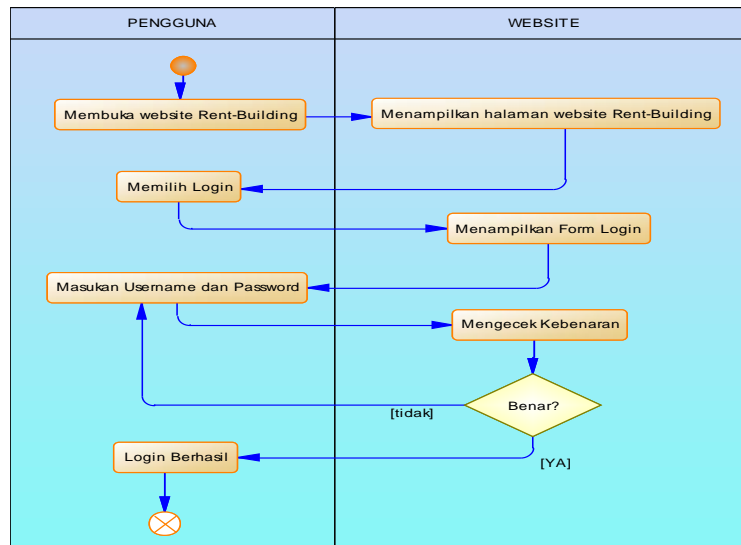 PENGGUNA
WEBSITE
Membuka website Rent-Building
Menampilkan halaman website Rent-Building
Memilih Login
Menampilkan Form Login
Masukan Username dan Password
Mengecek Kebenaran
Benar?
[tidak]
Login Berhasil
[YA]